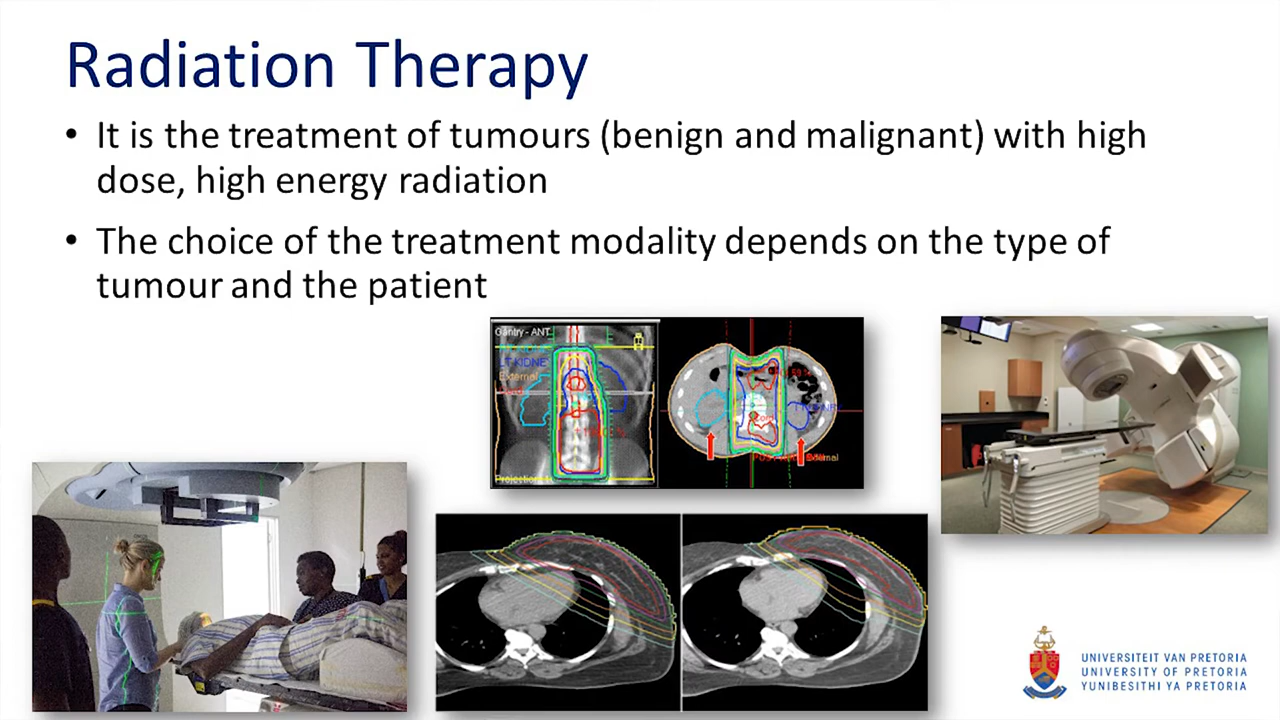 Radiation Therapy
• It is the treatment of tumours (benign and malignant) with high
dose, high energy radiation
• The choice of the treatment modality depends on the type of
tumour and the patient
Gantry - ANT
External
External
UNIVERSITEIT VAN PRETORIA
UNIVERSITY OF PRETORIA
YUNIBESITHI YA PRETORIA